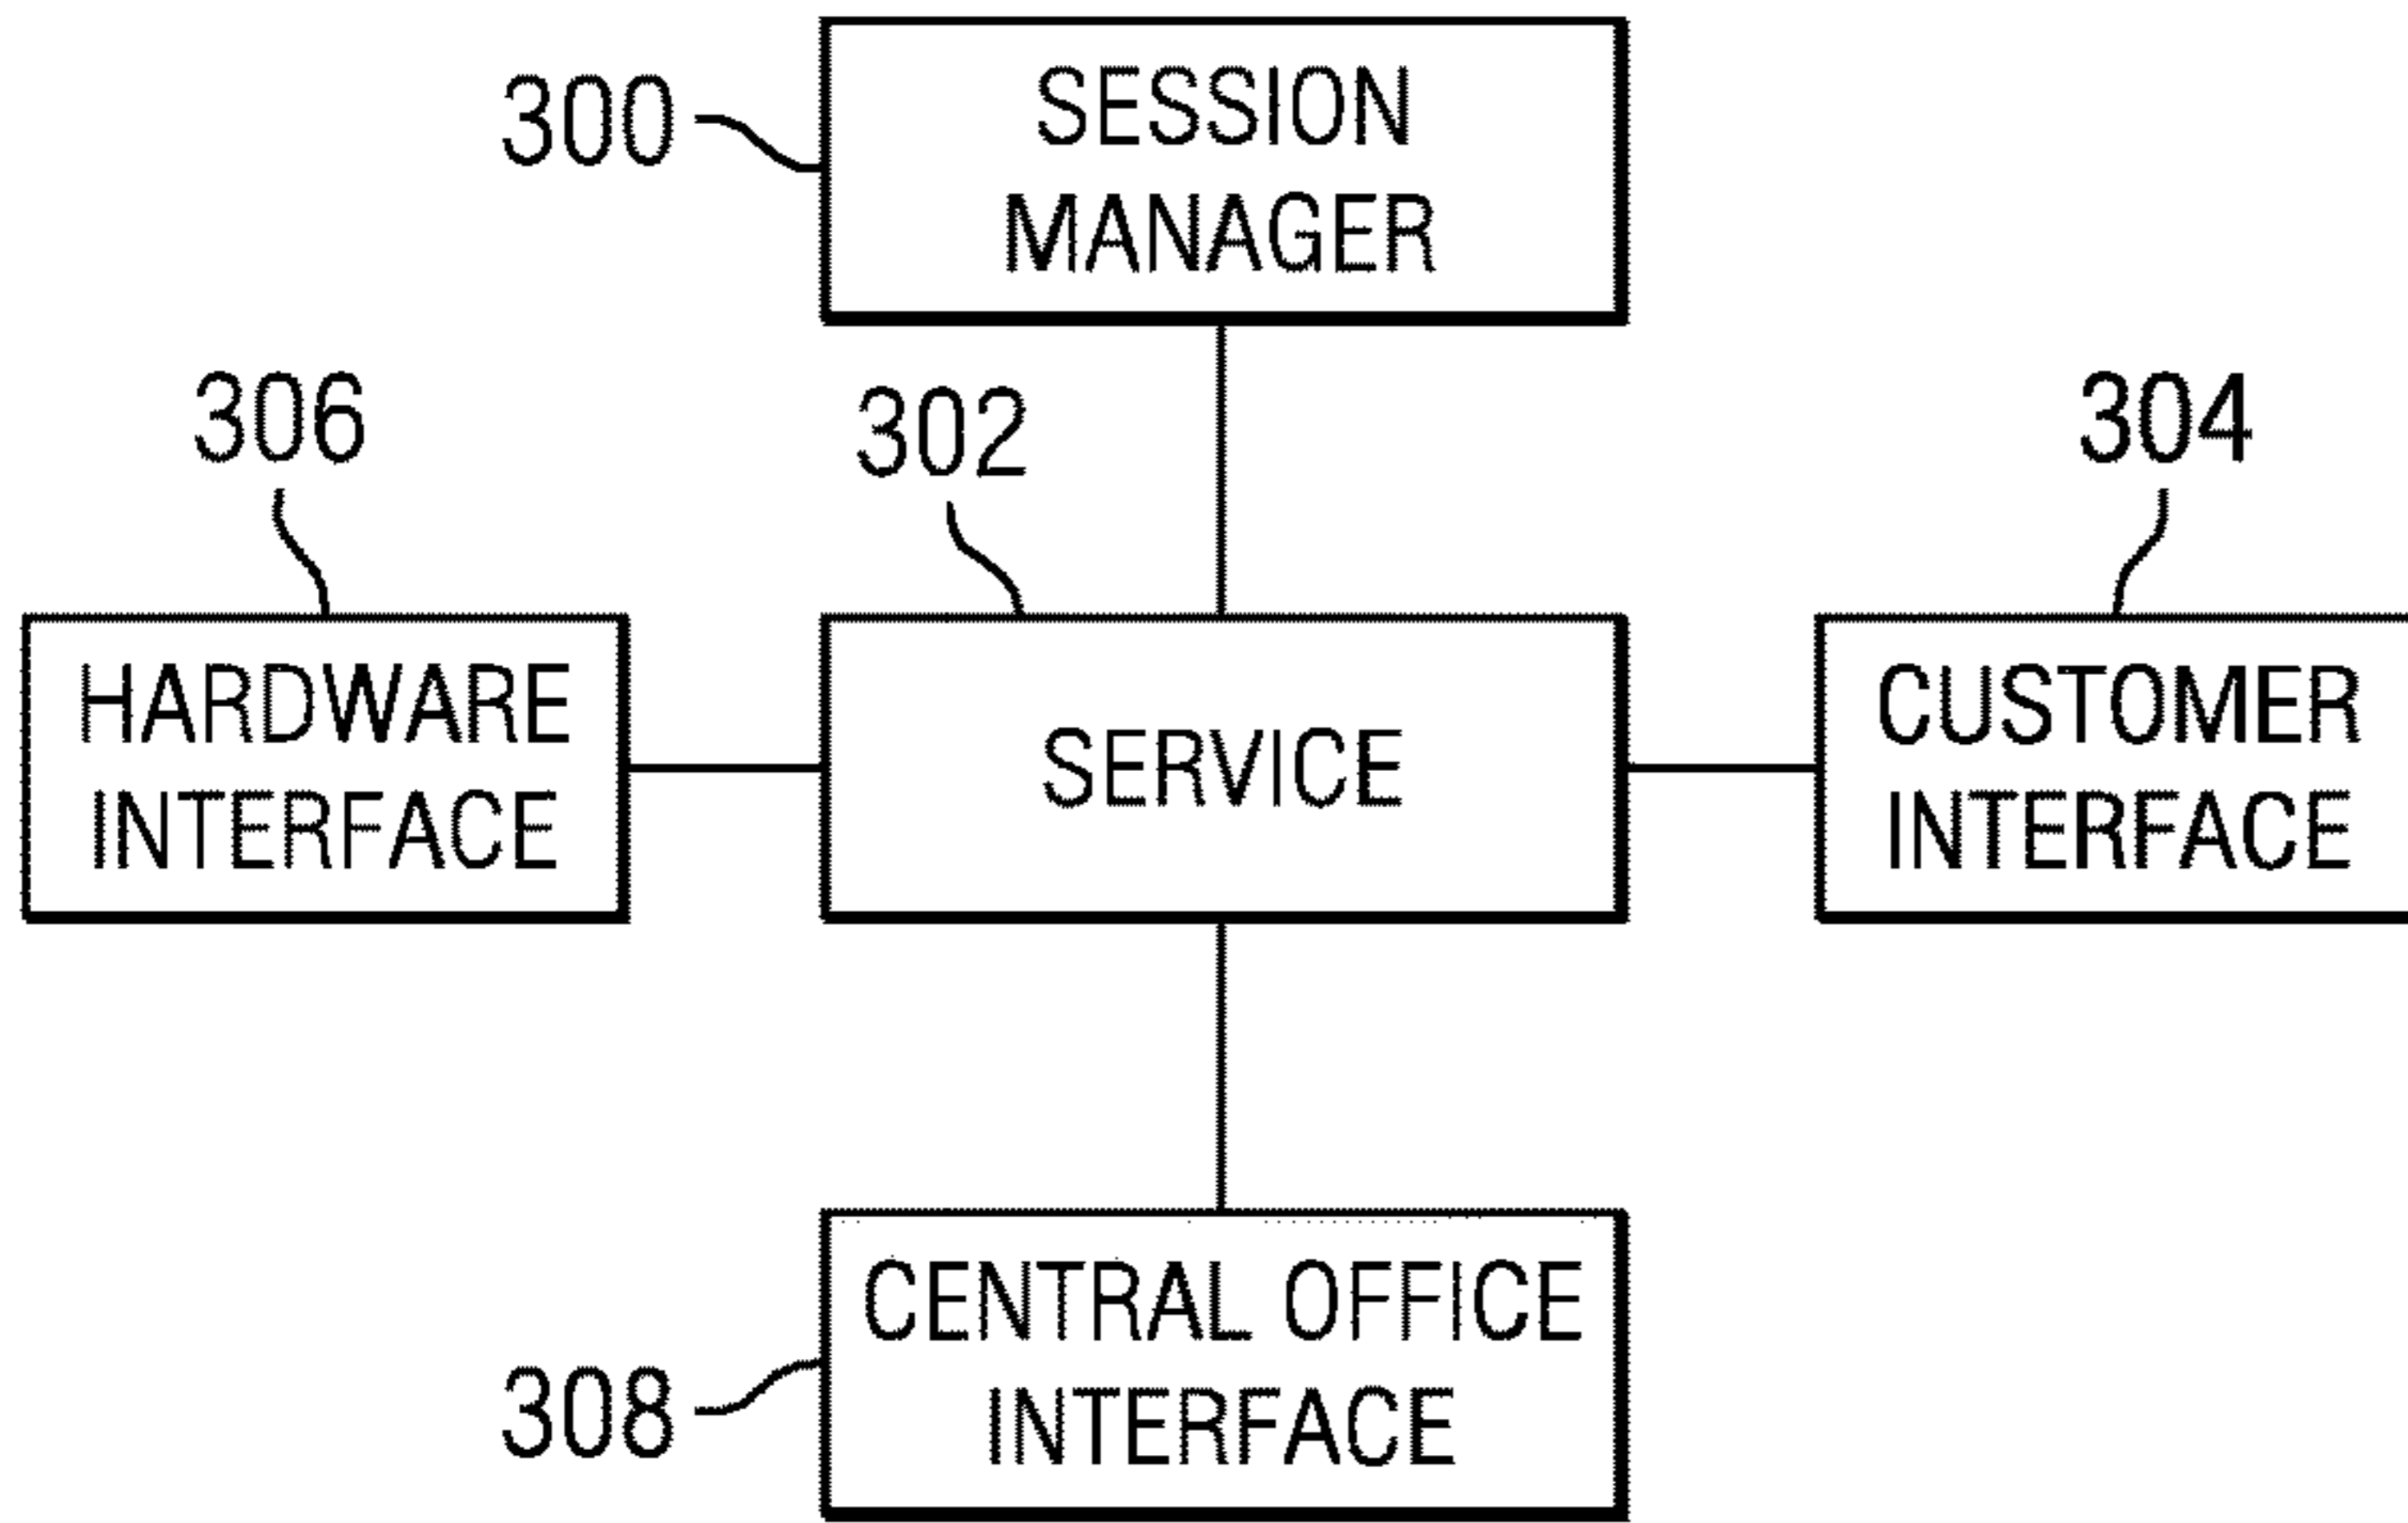 300
SESSION
MANAGER
306
302
304
HARDWARE
INTERFACE
SERVICE
CUSTOMER
INTERFACE
308
CENTRAL OFFICE
INTERFACE